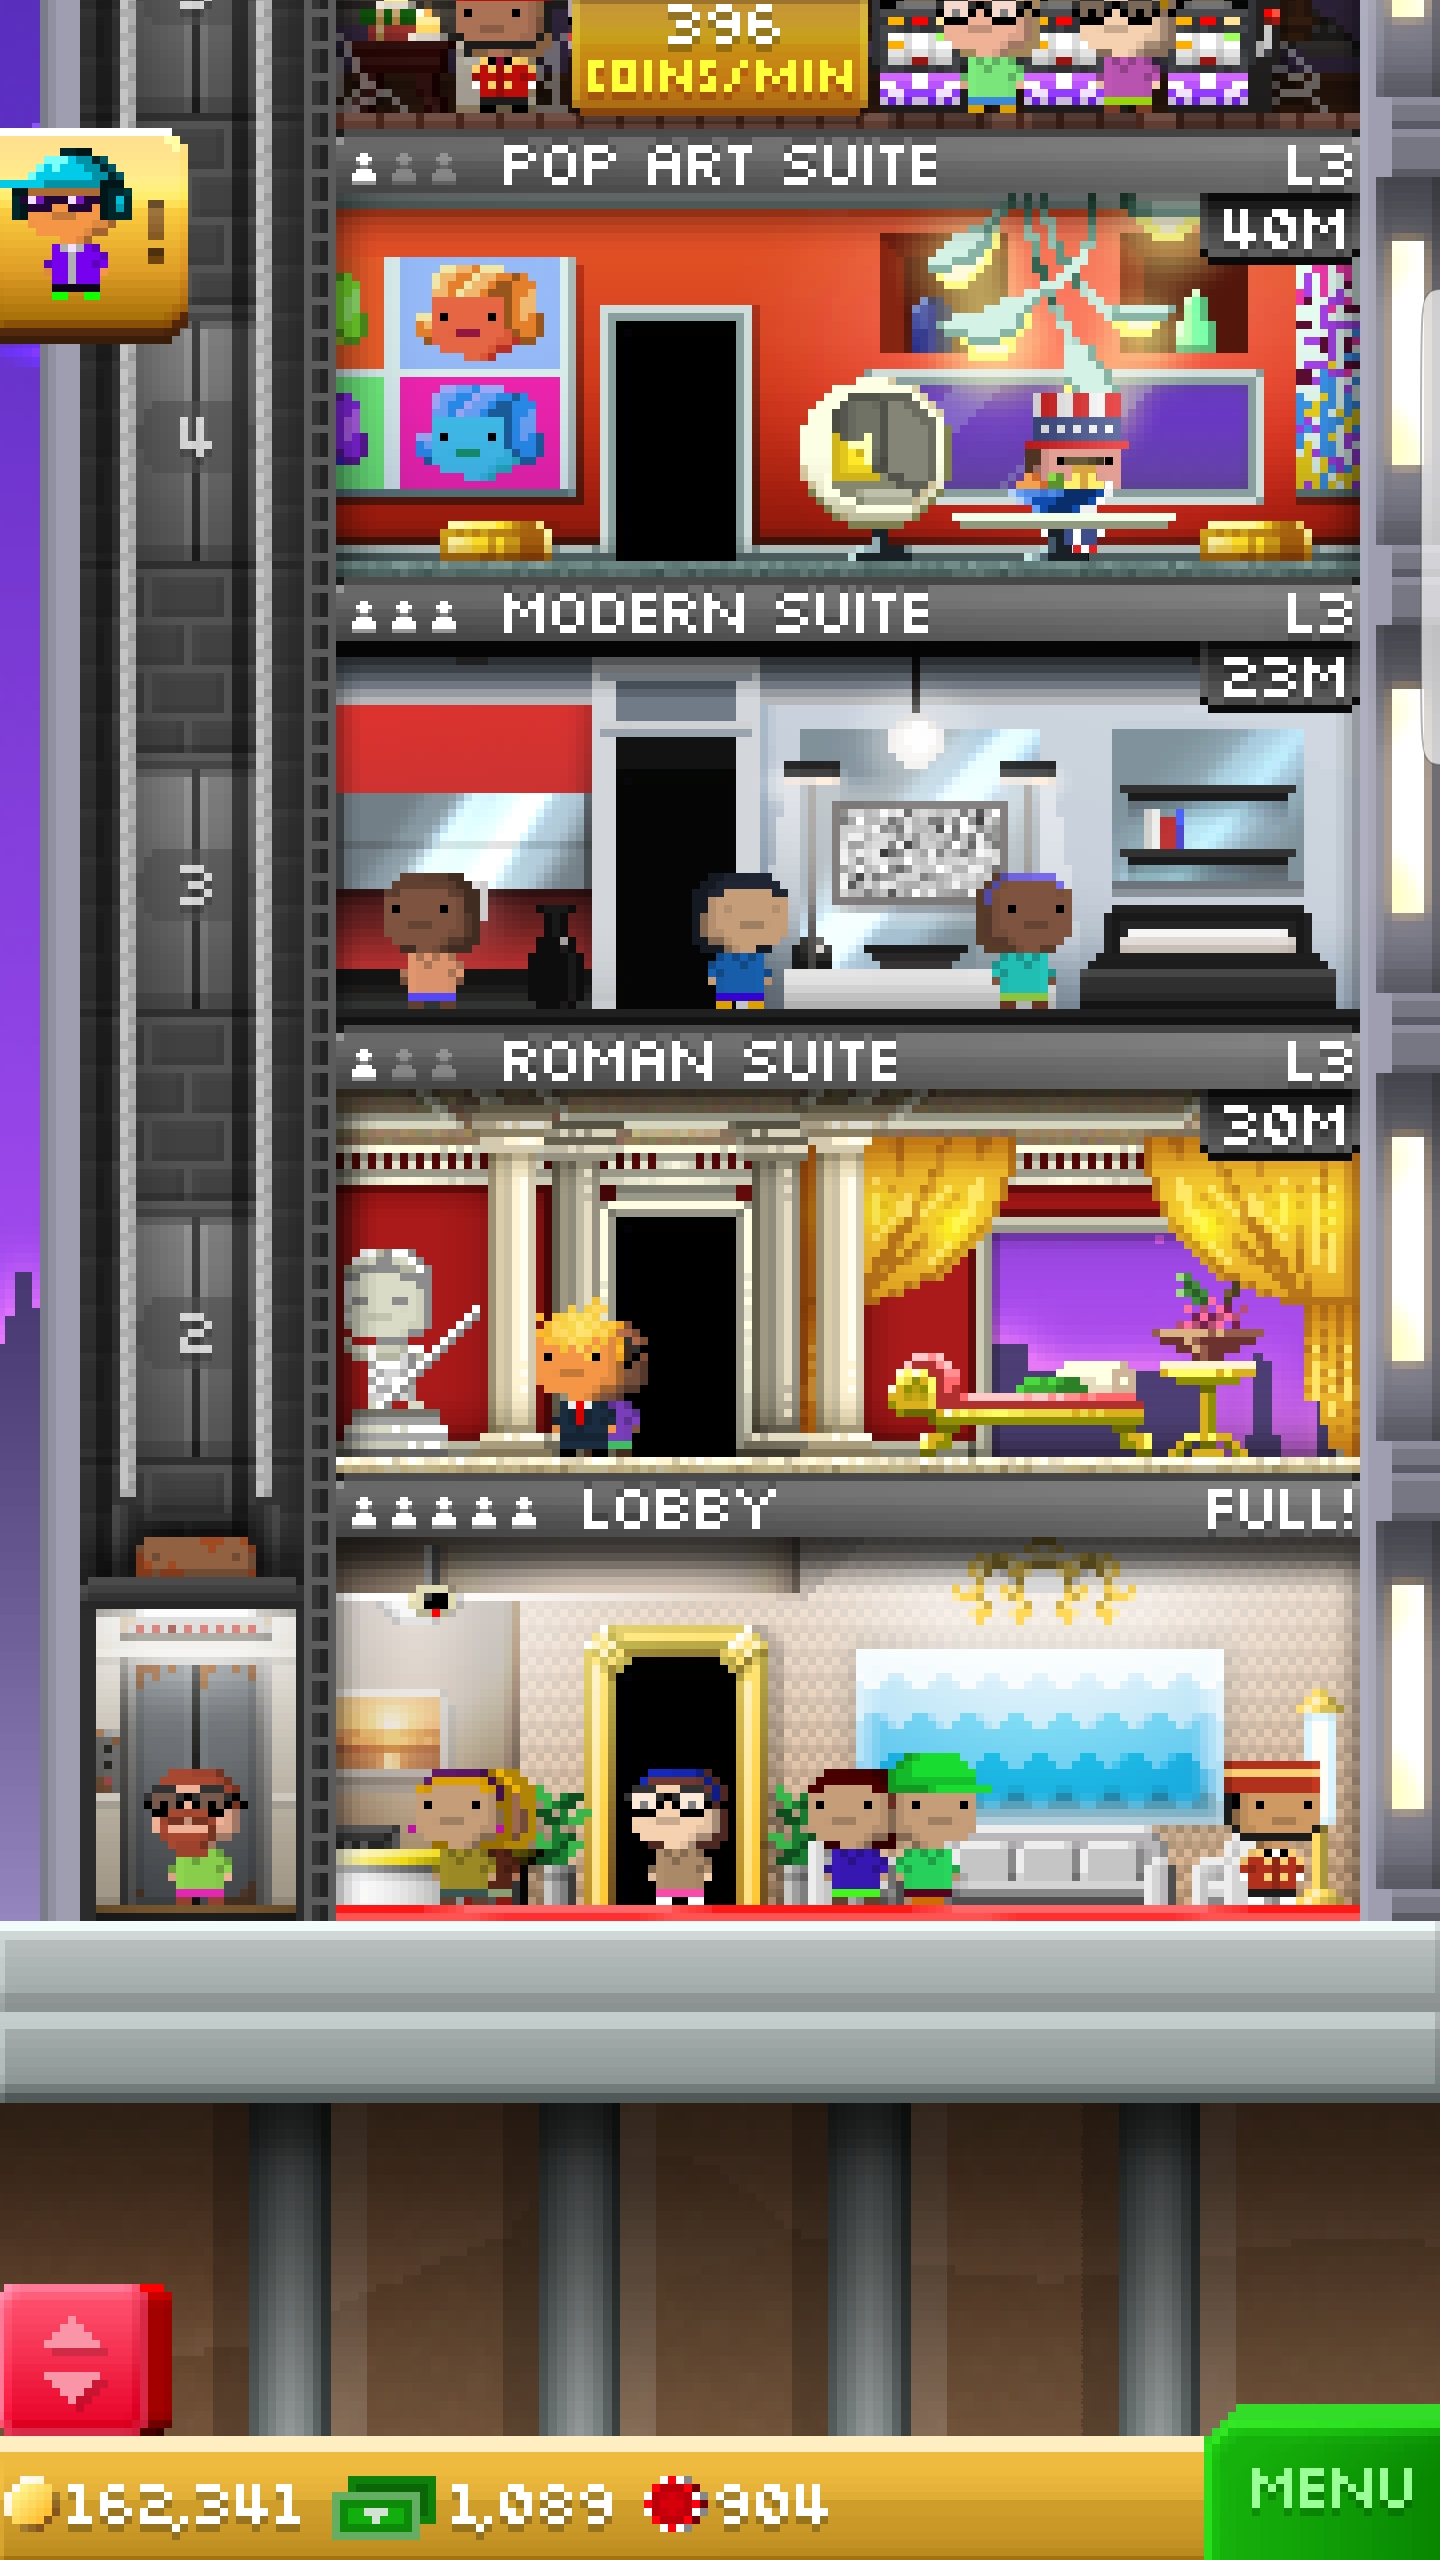 396
COINS/MIN
POP ART SUITE L3
40M
!
4
MODERN SUITE L3
23M
3
ROMAN SUITE L3
30M
2
LOBBY FULL!
MENU
162,341 1,089 904